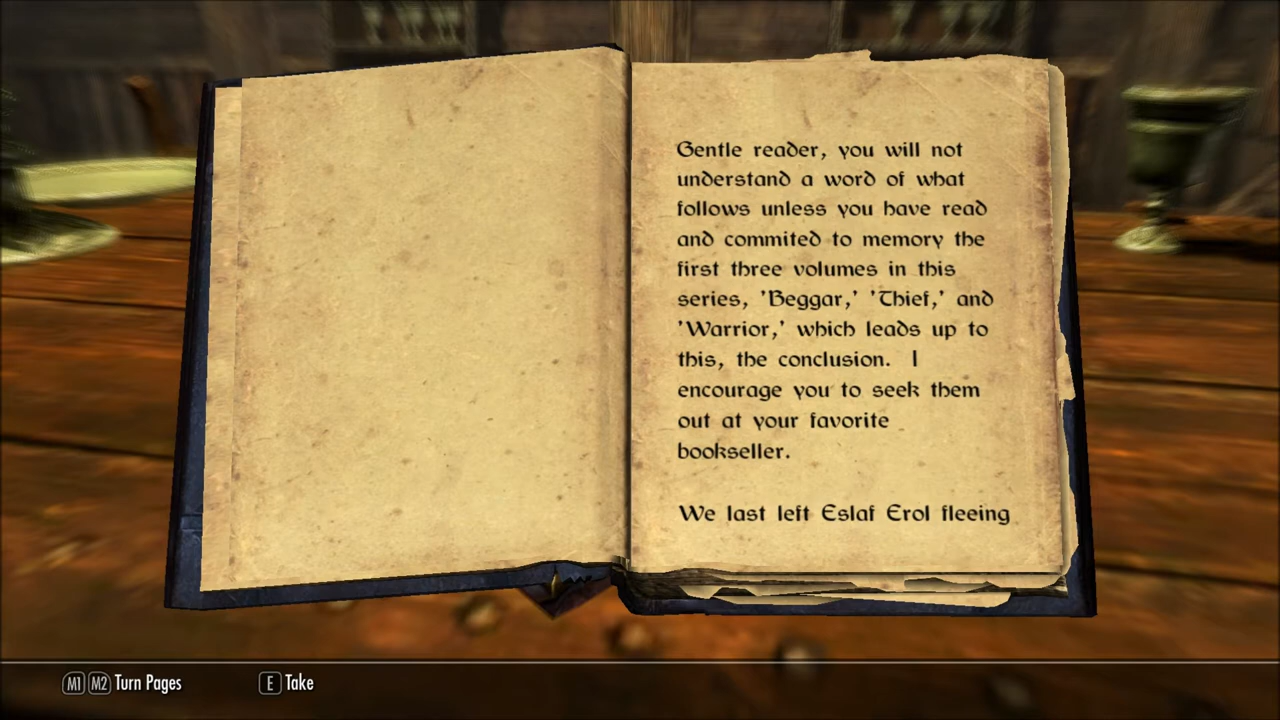 Gentle reader, you will not
understand a word of what
follows unless you have read
and commited to memory the
first three volumes in this
series, 'Beggar,' 'Thief,' and
'Warrior,' which leads up to
this, the conclusion. I
encourage you to seek them
out at your favorite
bookseller.
We last left Eslaf Erol fleeing
M1 M2 Turn Pages
E Take